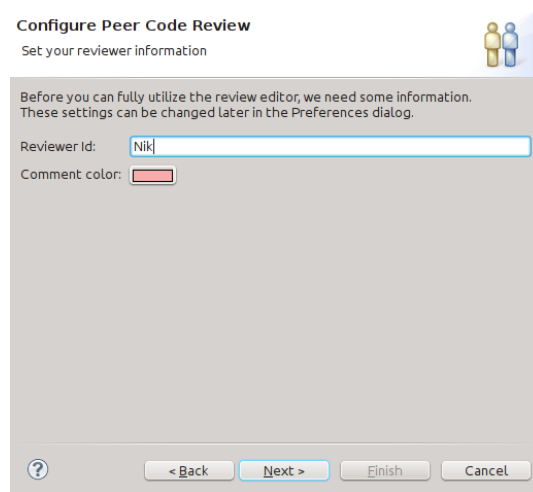 Configure Peer Code Review
Set your reviewer information
Before you can fully utilize the review editor, we need some information.
These settings can be changed later in the Preferences dialog.
Reviewer Id: Nik
Comment color:
? < Back Next > Finish Cancel